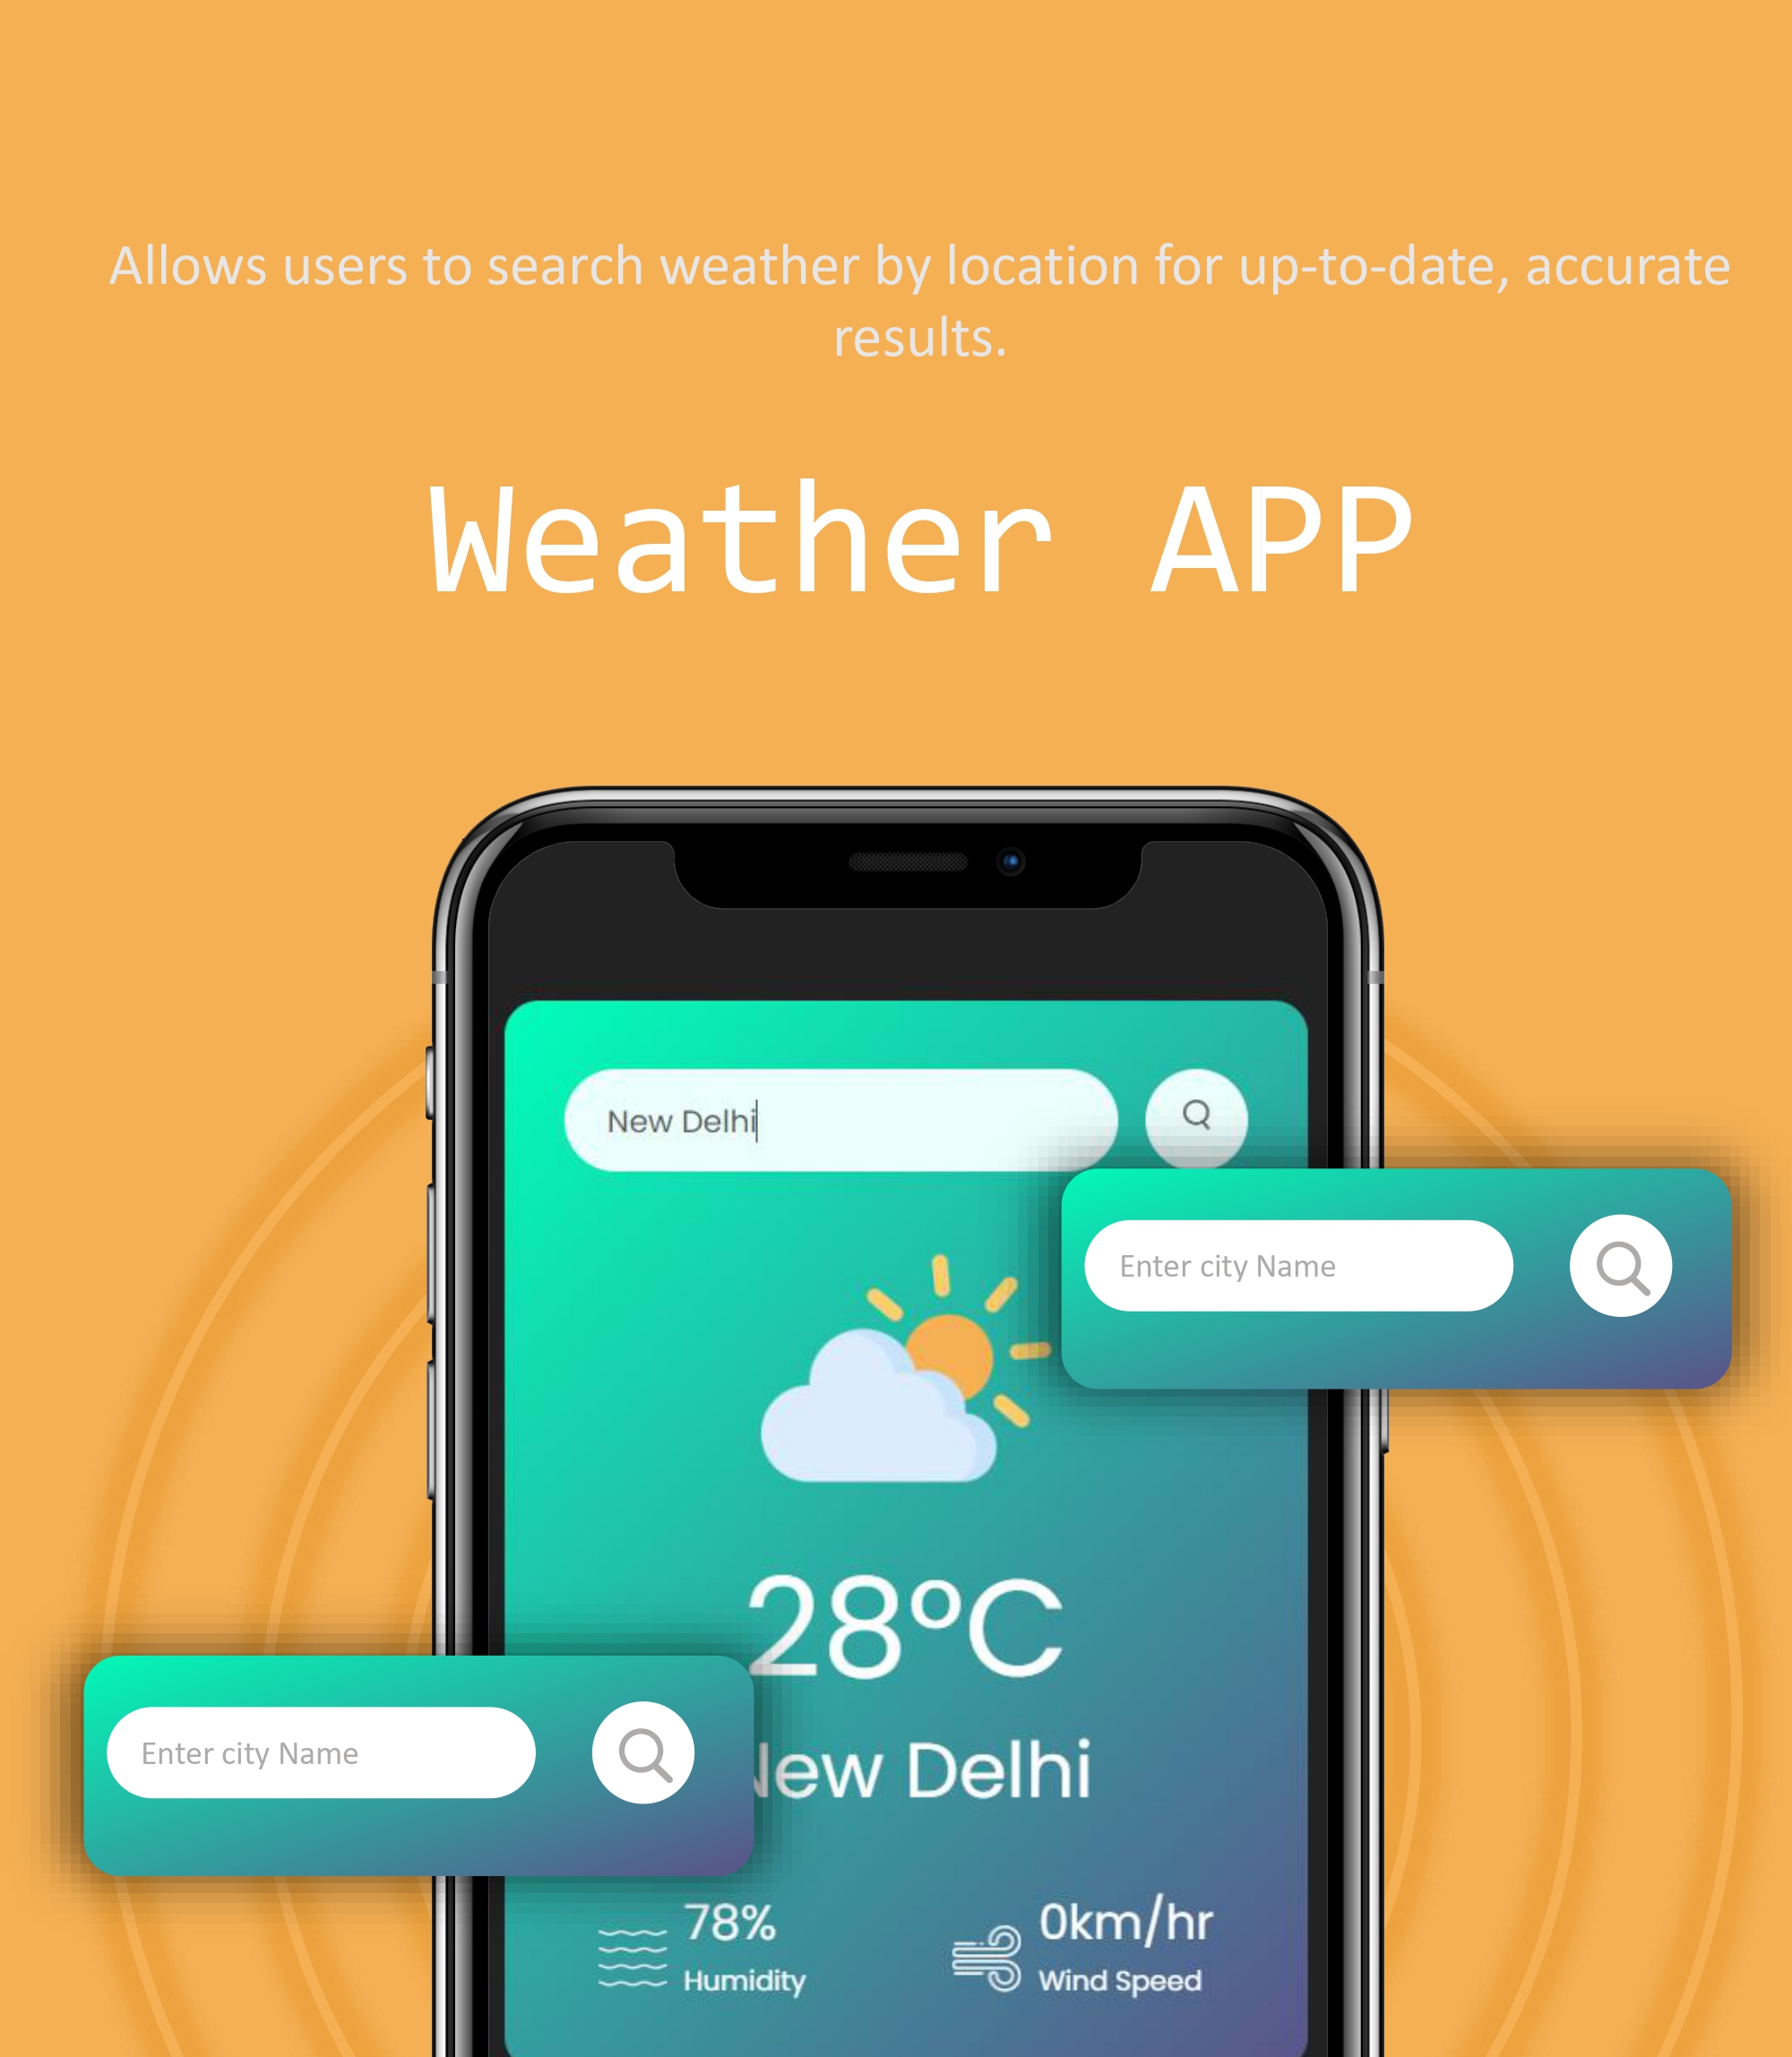 Allows users to search weather by location for up-to-date, accurate
results.
Weather APP
New Delhi
Enter city Name
28°C
Enter city Name
Delhi
78%
Humidity
0km/hr
Wind Speed